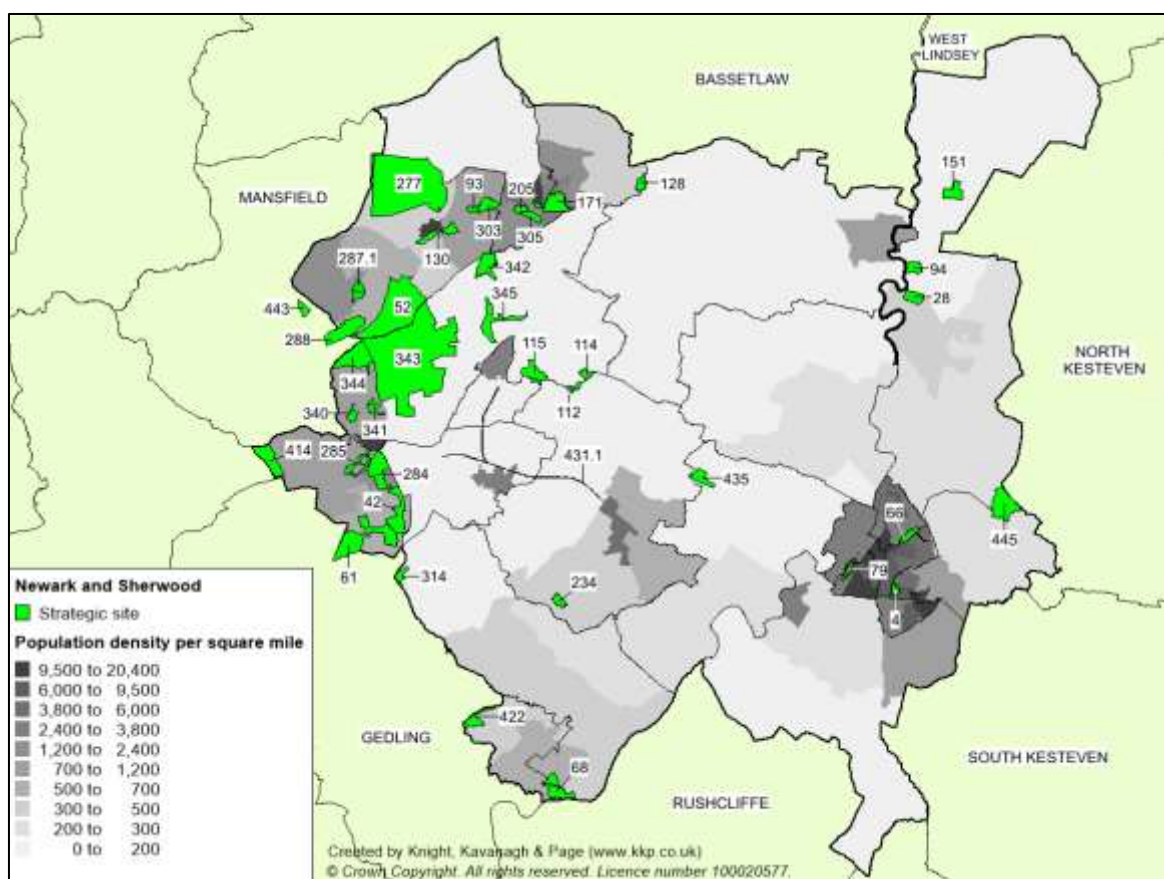 WEST
LINDSEY
BASSETLAW
151
277
93
205
128
MANSFIELD
171
303
305
130
342
94
287.1
28
52
345
443
288
343
115
114
NORTH
KESTEVEN
344
112
340
341
414
285
431.1
284
435
42
66
445
61
314
79
234
4
Newark and Sherwood
Strategic site
Population density per square mile
9,500 to 20,400
6,000 to 9,500
3,800 to 6,000
2,400 to 3,800
1,200 to 2,400
700 to 1,200
500 to 700
300 to 500
200 to 300
0 to 200
422
GEDLING
68
SOUTH KESTEVEN
RUSHCLIFFE
Created by Knight, Kavanagh & Page (www.kkp.co.uk)
© Crown Copyright. All rights reserved. Licence number 100020577.